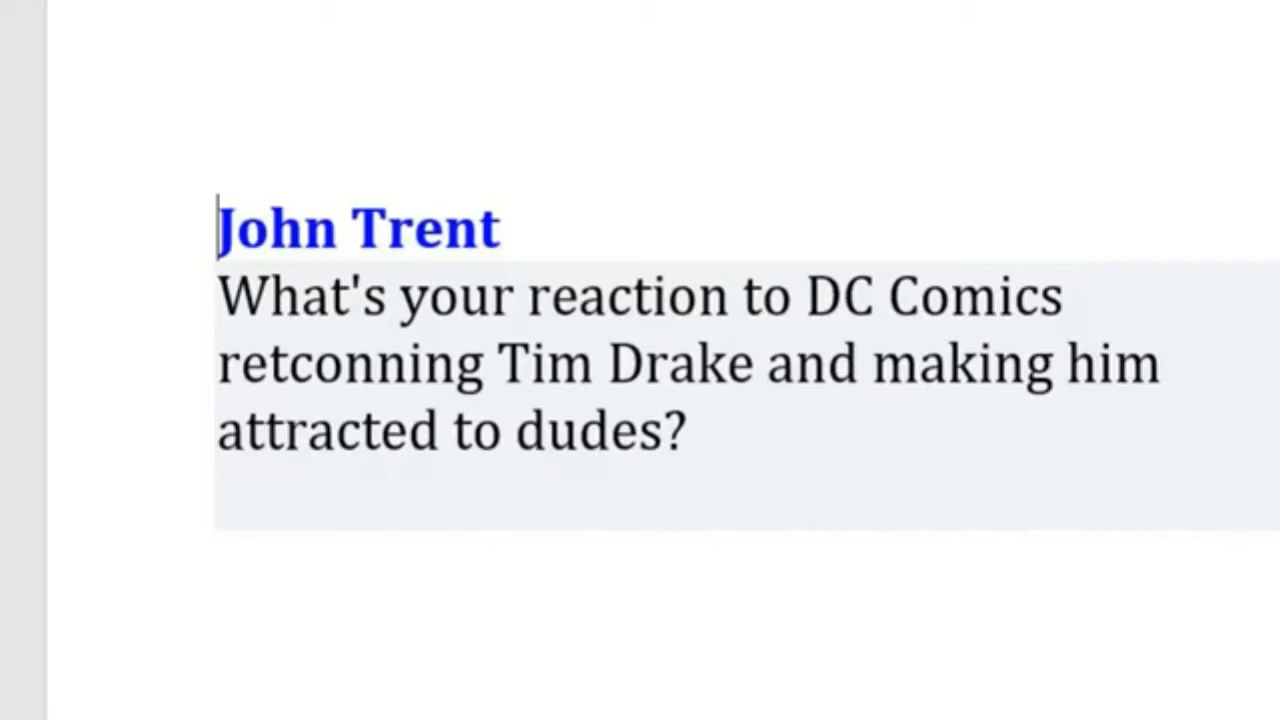 John Trent
What's your reaction to DC Comics
retconning Tim Drake and making him
attracted to dudes?